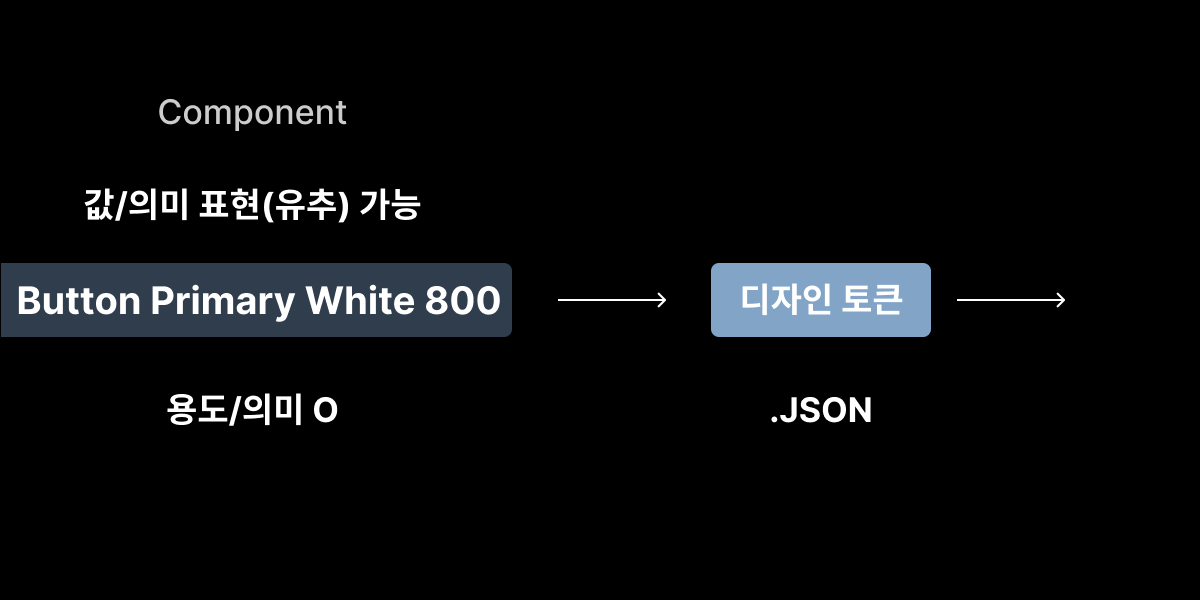 Component
값/의미 표현(유추) 가능
Button Primary White 800
디자인 토큰
용도/의미 O
.JSON